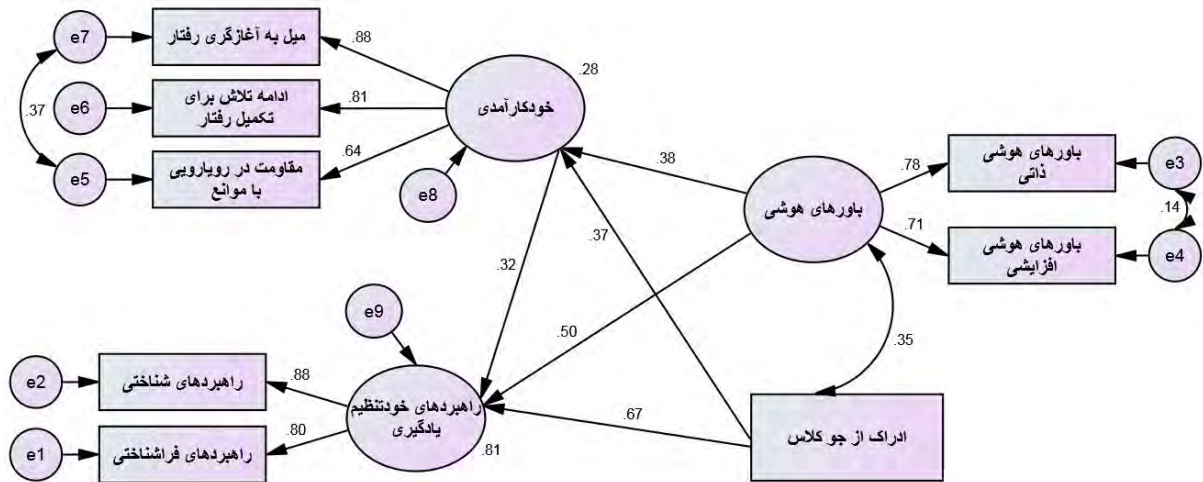 e7
میل به آغازگری رفتار
.88
.28
e6
ادامه تلاش برای
تکمیل رفتار
.81
خودکارآمدی
.37
e5
مقاومت در رویارویی
با موانع
.64
e8
.38
باورهای هوشی
.78
باورهای هوشی
ذاتی
e3
.14
.71
باورهای هوشی
افزایشی
e4
.37
.32
.50
.35
e9
e2
راهبردهای شناختی
.88
راهبردهای خودتنظیم
یادگیری
.81
.67
ادراک از جو کلاس
e1
راهبردهای فراشناختی
.80